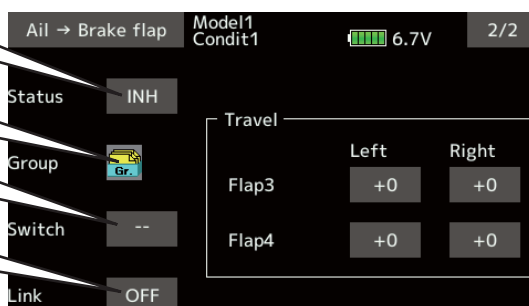 Ail → Brake flap
Model1
Condit1
6.7V
2/2
Status INH
Group Gr.
Switch --
Link OFF
Travel
Left Right
Flap3 +0 +0
Flap4 +0 +0